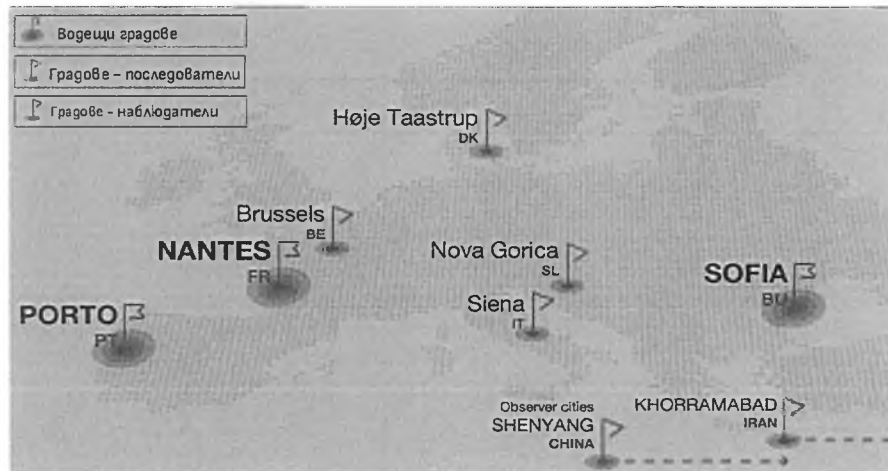 Водещи градове
Градове – последователи
Градове – наблюдатели
Høje Taastrup
DK
Brussels
BE
NANTES
FR
Nova Gorica
SL
SOFIA
BU
Siena
IT
PORTO
PT
Observer cities
SHENYANG
CHINA
KHORRAMABAD
IRAN